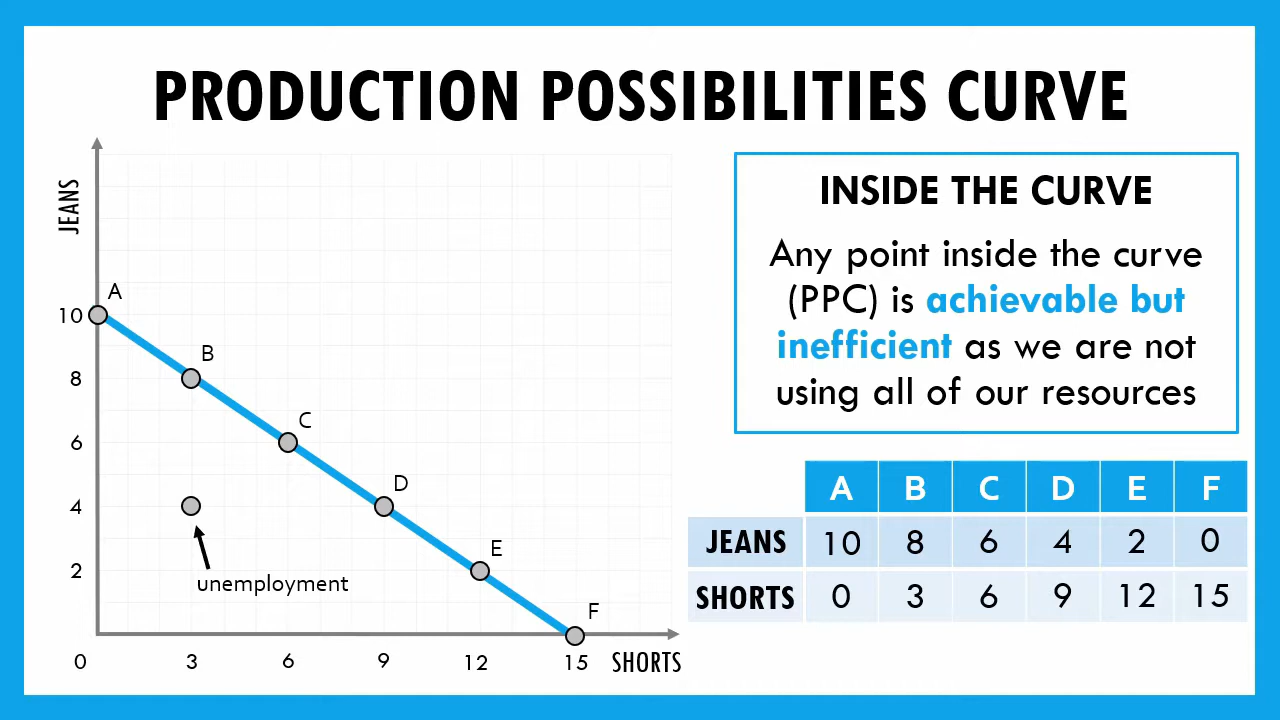 PRODUCTION POSSIBILITIES CURVE
JEANS
10
8
6
4
2
A
B
C
D
E
F
unemployment
0 3 6 9 12 15 SHORTS
INSIDE THE CURVE
Any point inside the curve
(PPC) is achievable but
inefficient as we are not
using all of our resources
A B C D E F
JEANS 10 8 6 4 2 0
SHORTS 0 3 6 9 12 15